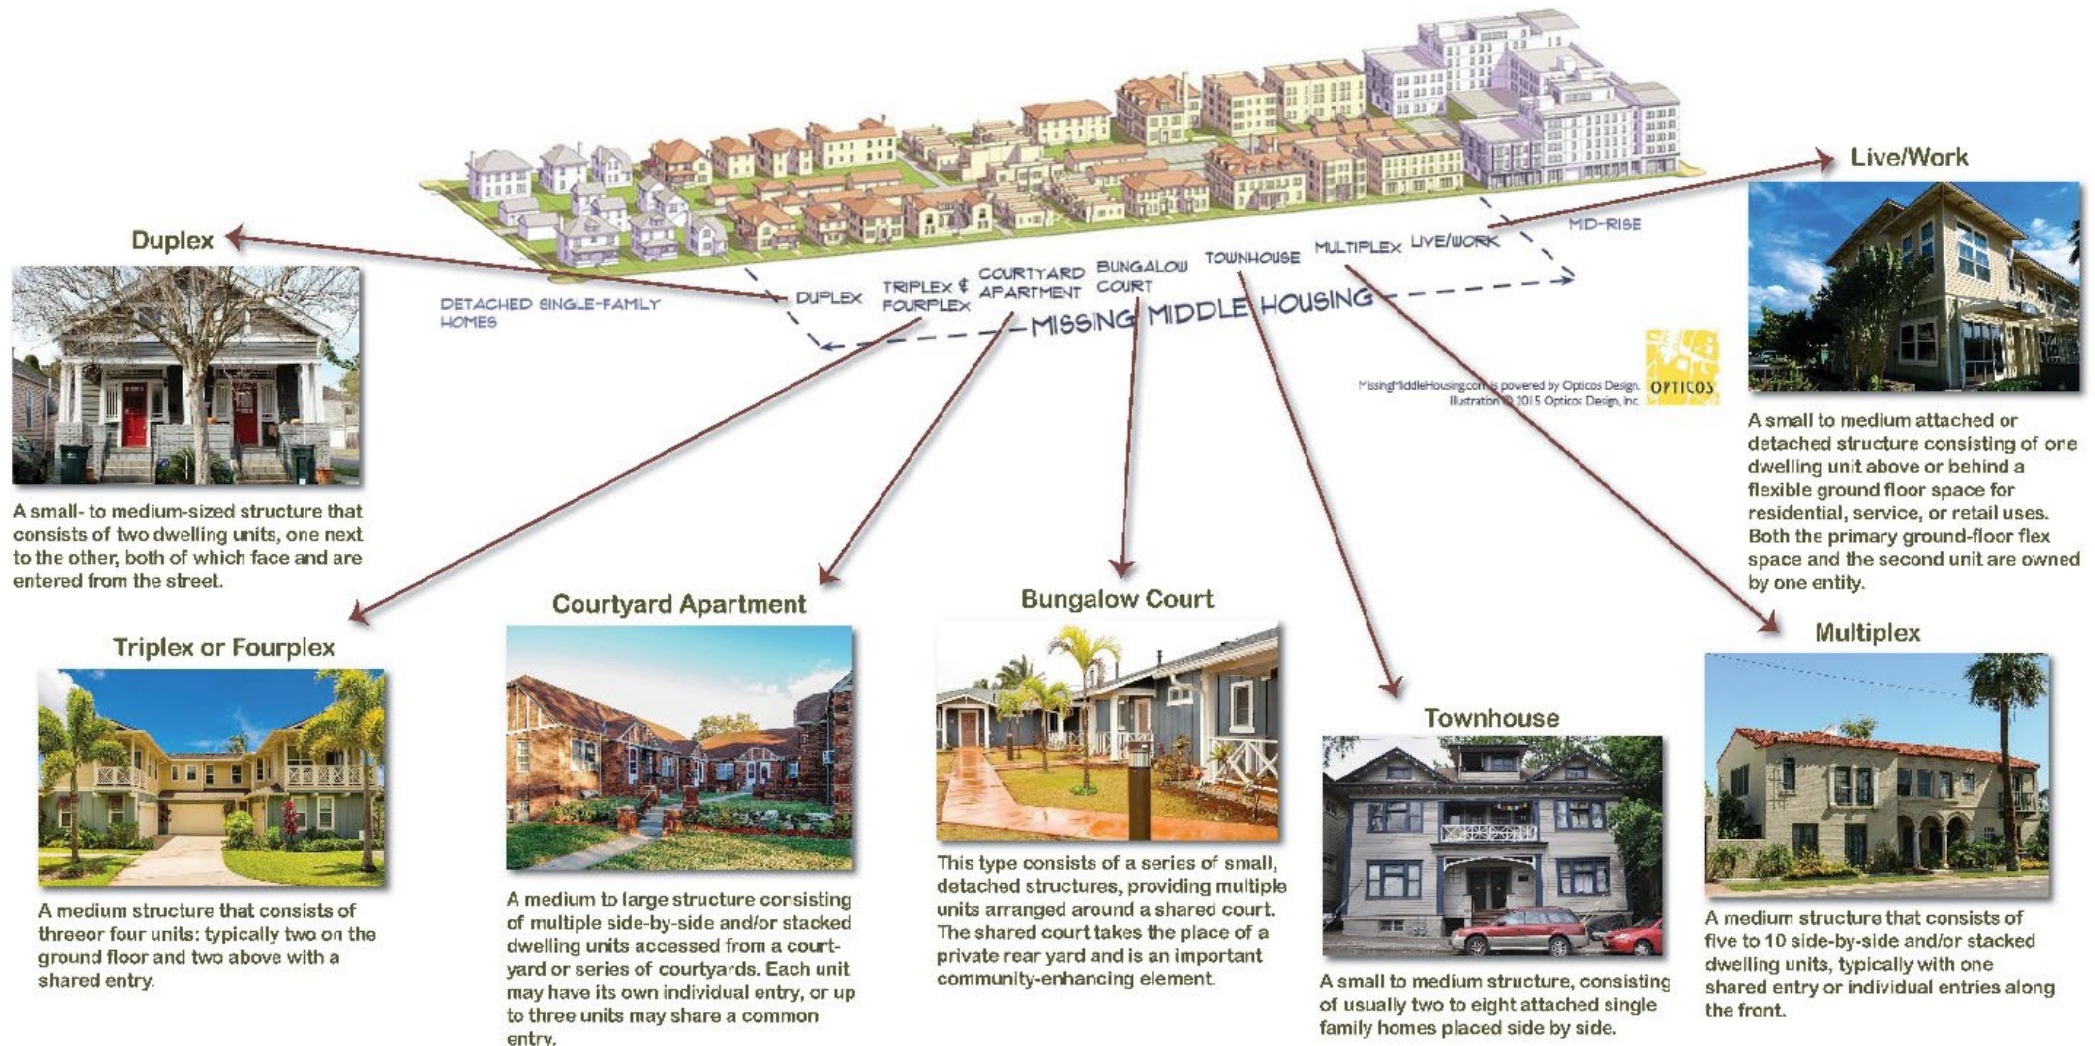 Live/Work
MID-RISE
Duplex
MULTIPLEX LIVE/WORK
TOWNHOUSE
BUNGALOW
COURT
COURTYARD
APARTMENT
TRIPLEX &
FOURPLEX
DUPLEX
DETACHED SINGLE-FAMILY
HOMES
MISSING MIDDLE HOUSING
MissingMiddleHousing.com is powered by Opticos Design.
Illustration © 2015 Opticos Design, Inc.
OPTICOS
A small to medium attached or
detached structure consisting of one
dwelling unit above or behind a
flexible ground floor space for
residential, service, or retail uses.
Both the primary ground-floor flex
space and the second unit are owned
by one entity.
A small- to medium-sized structure that
consists of two dwelling units, one next
to the other, both of which face and are
entered from the street.
Triplex or Fourplex
A medium structure that consists of
threeor four units: typically two on the
ground floor and two above with a
shared entry.
Courtyard Apartment
A medium to large structure consisting
of multiple side-by-side and/or stacked
dwelling units accessed from a court-
yard or series of courtyards. Each unit
may have its own individual entry, or up
to three units may share a common
entry.
Bungalow Court
This type consists of a series of small,
detached structures, providing multiple
units arranged around a shared court.
The shared court takes the place of a
private rear yard and is an important
community-enhancing element.
Townhouse
A small to medium structure, consisting
of usually two to eight attached single
family homes placed side by side.
Multiplex
A medium structure that consists of
five to 10 side-by-side and/or stacked
dwelling units, typically with one
shared entry or individual entries along
the front.